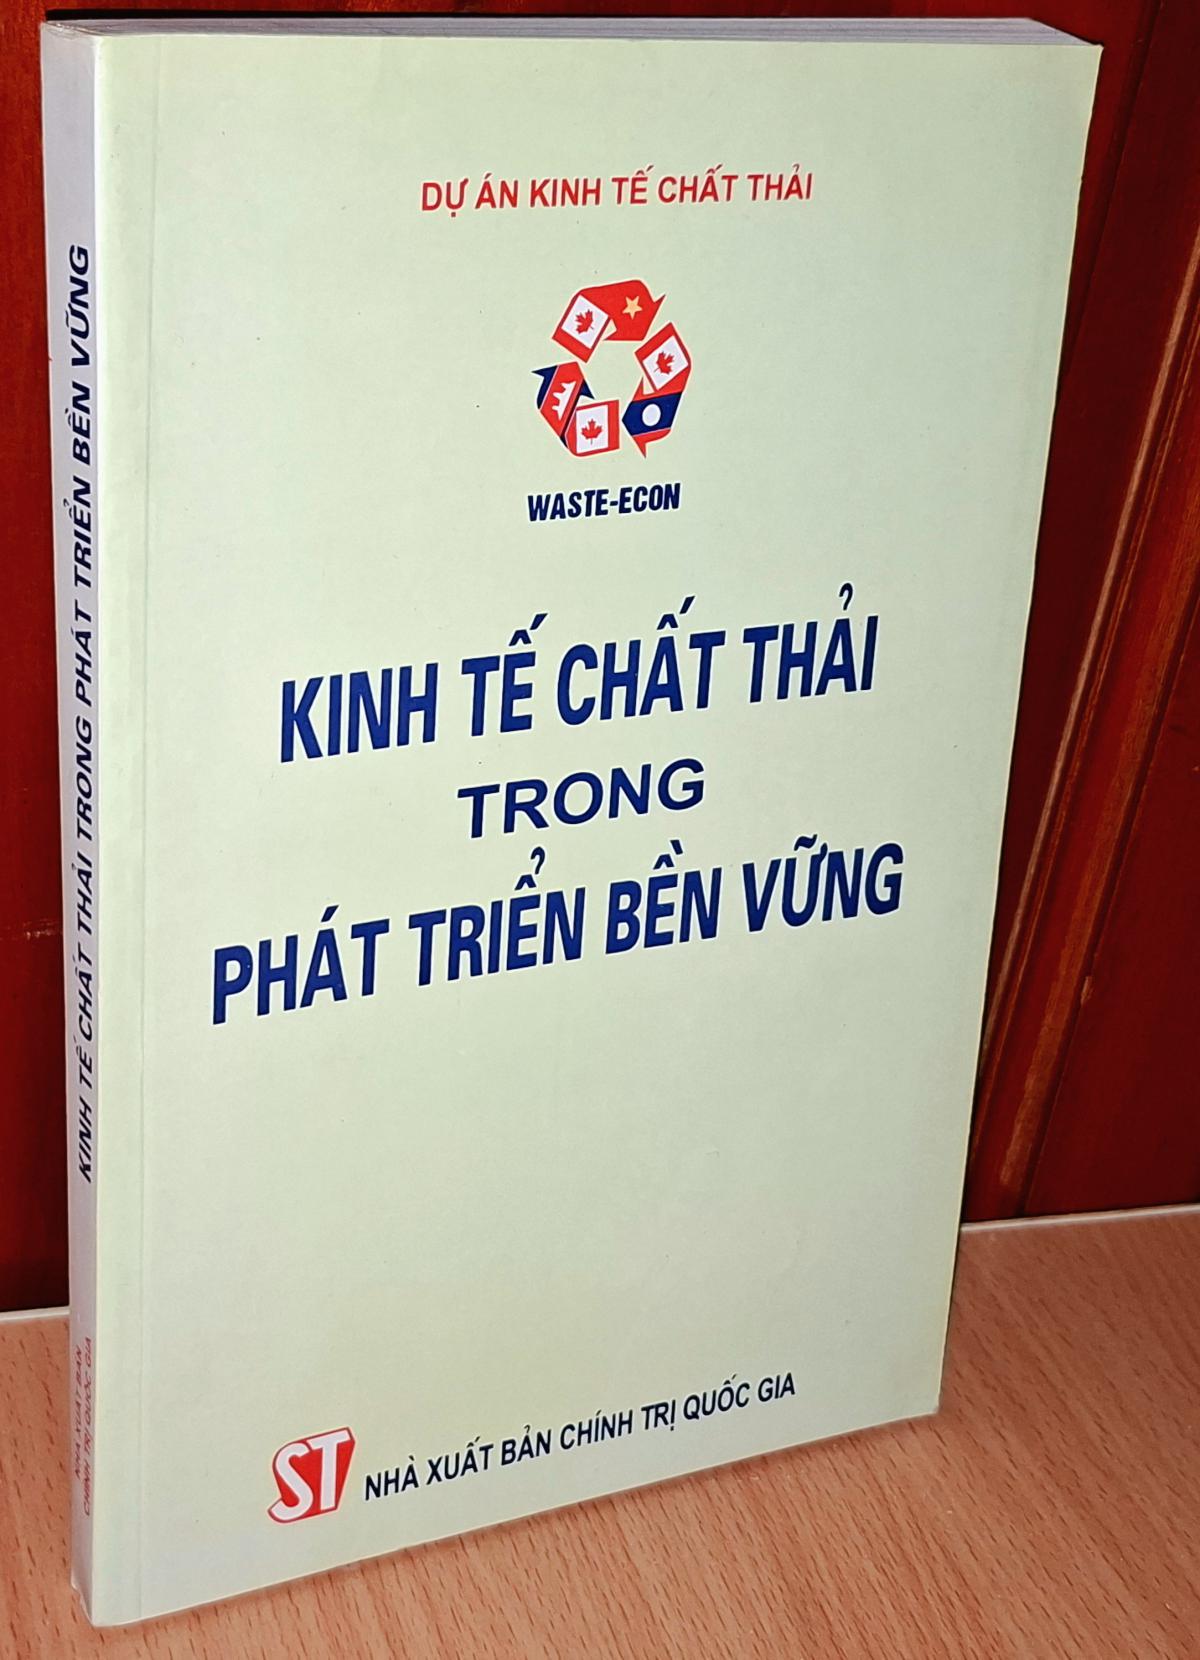 DỰ ÁN KINH TẾ CHẤT THẢI
WASTE-ECON
KINH TẾ CHẤT THẢI
TRONG
PHÁT TRIỂN BỀN VỮNG
ST NHÀ XUẤT BẢN CHÍNH TRỊ QUỐC GIA
KINH TẾ CHẤT THẢI TRONG PHÁT TRIỂN BỀN VỮNG
NHÀ XUẤT BẢN
CHÍNH TRỊ QUỐC GIA